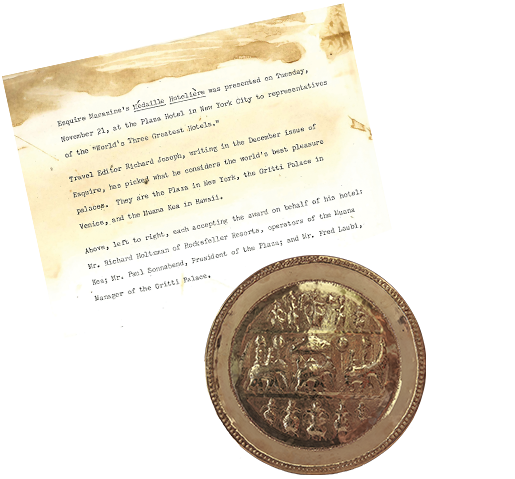 Esquire Magazine's Médaille Hotelière was presented on Tuesday,
November 21, at the Plaza Hotel in New York City to representatives
of the "World's Three Greatest Hotels."
Travel Editor Richard Joseph, writing in the December issue of
Esquire, has picked what he considers the world's best pleasure
palaces. They are the Plaza in New York, the Gritti Palace in
Venice, and the Muana Kea in Hawaii.
Above, left to right, each accepting the award on behalf of his hotel:
Mr. Richard Holtzman of Rockefeller Resorts, operators of the Muana
Kea; Mr. Paul Sonnabend, President of the Plaza; and Mr. Fred Laubi,
Manager of the Gritti Palace.